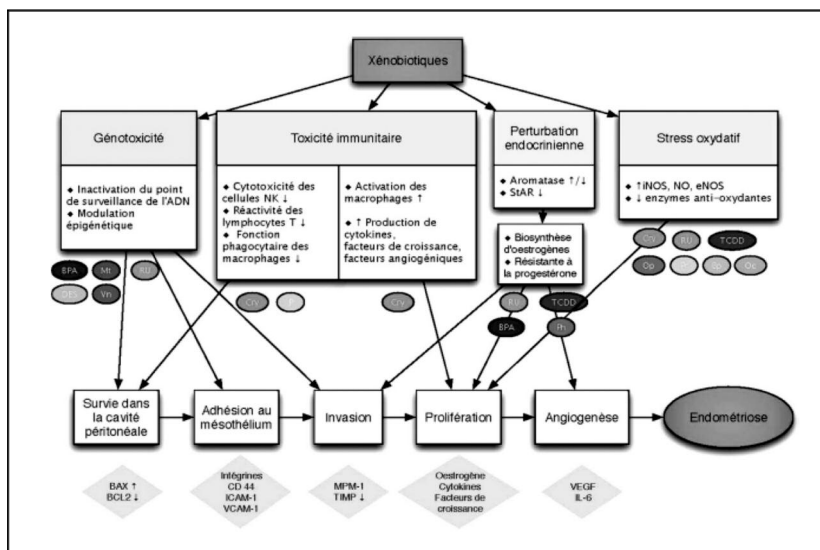 Xénobiotiques
Génotoxicité
◆ Inactivation du point
de surveillance de l'ADN
◆ Modulation
épigénétique
Toxicité immunitaire
◆ Cytotoxicité des
cellules NK ↓
◆ Réactivité des
lymphocytes T ↓
◆ Fonction
phagocytaire des
macrophages ↓
◆ Activation des
macrophages ↑
◆ ↑ Production de
cytokines,
facteurs de croissance,
facteurs angiogéniques
Perturbation
endocrinienne
◆ Aromatase ↑/↓
◆ StAR ↓
◆ Biosynthèse
d'oestrogènes
◆ Résistante à
la progestérone
Stress oxydatif
◆ ↑iNOS, NO, eNOS
◆ ↓ enzymes anti-oxydantes
BPA
Mt
RU
DES
Vn
Cry
Cry
RU
TCDD
BPA
Ph
Cry
RU
TCDD
Op
Oc
Survie dans
la cavité
péritonéale
Adhésion au
mésothélium
Invasion
Prolifération
Angiogenèse
Endométriose
BAX ↑
BCL2 ↓
Intégrines
CD 44
ICAM-1
VCAM-1
MPM-1
TIMP ↓
Oestrogène
Cytokines
Facteurs de
croissance
VEGF
IL-6